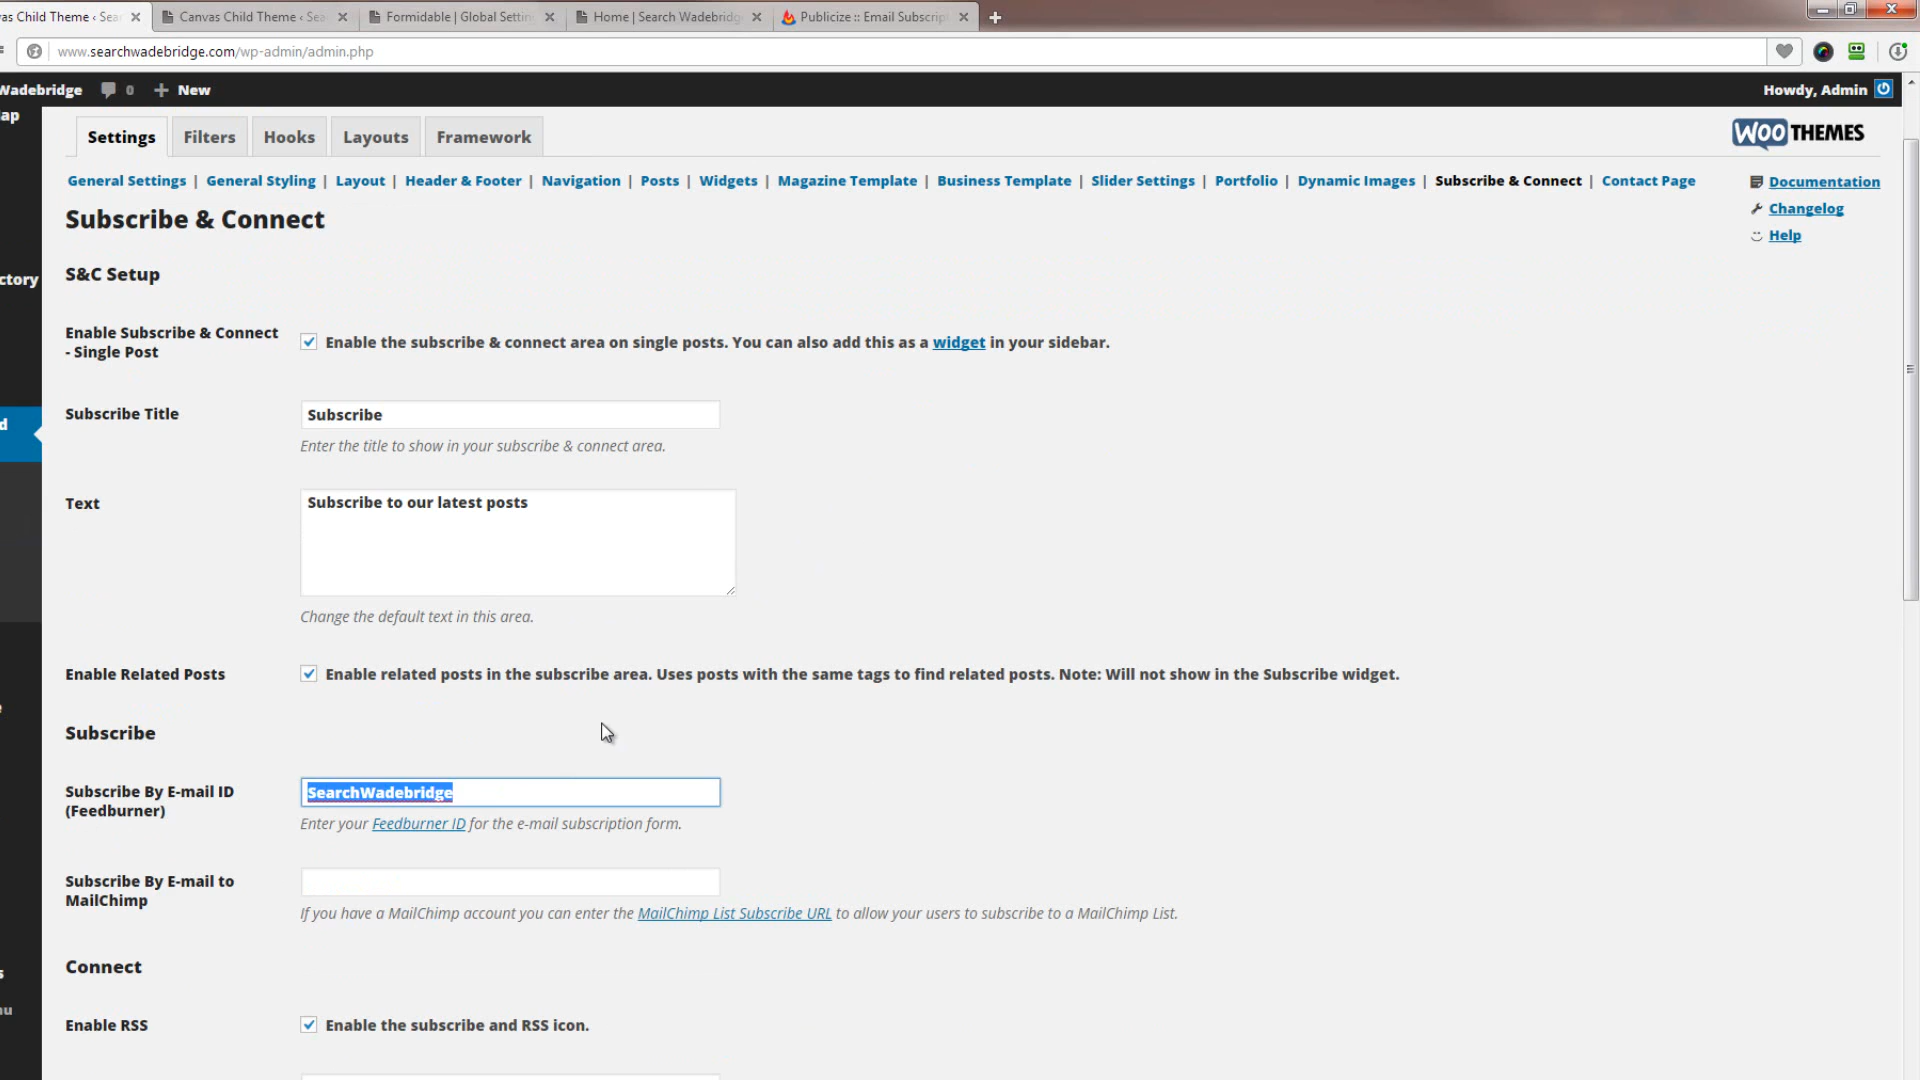 as Child Theme ‹ Sear
Canvas Child Theme ‹ Sea
Formidable | Global Settin
Home | Search Wadebridg
Publicize :: Email Subscrip
www.searchwadebridge.com/wp-admin/admin.php
Wadebridge 0 + New Howdy, Admin
ap
Settings Filters Hooks Layouts Framework WOO THEMES
General Settings | General Styling | Layout | Header & Footer | Navigation | Posts | Widgets | Magazine Template | Business Template | Slider Settings | Portfolio | Dynamic Images | Subscribe & Connect | Contact Page
Documentation
Changelog
Help
Subscribe & Connect
S&C Setup
ctory
Enable Subscribe & Connect
- Single Post
Enable the subscribe & connect area on single posts. You can also add this as a widget in your sidebar.
d
Subscribe Title
Subscribe
Enter the title to show in your subscribe & connect area.
Text
Subscribe to our latest posts
Change the default text in this area.
Enable Related Posts
Enable related posts in the subscribe area. Uses posts with the same tags to find related posts. Note: Will not show in the Subscribe widget.
e
Subscribe
Subscribe By E-mail ID
(Feedburner)
SearchWadebridge
Enter your Feedburner ID for the e-mail subscription form.
Subscribe By E-mail to
MailChimp
If you have a MailChimp account you can enter the MailChimp List Subscribe URL to allow your users to subscribe to a MailChimp List.
Connect
s
nu
Enable RSS
Enable the subscribe and RSS icon.